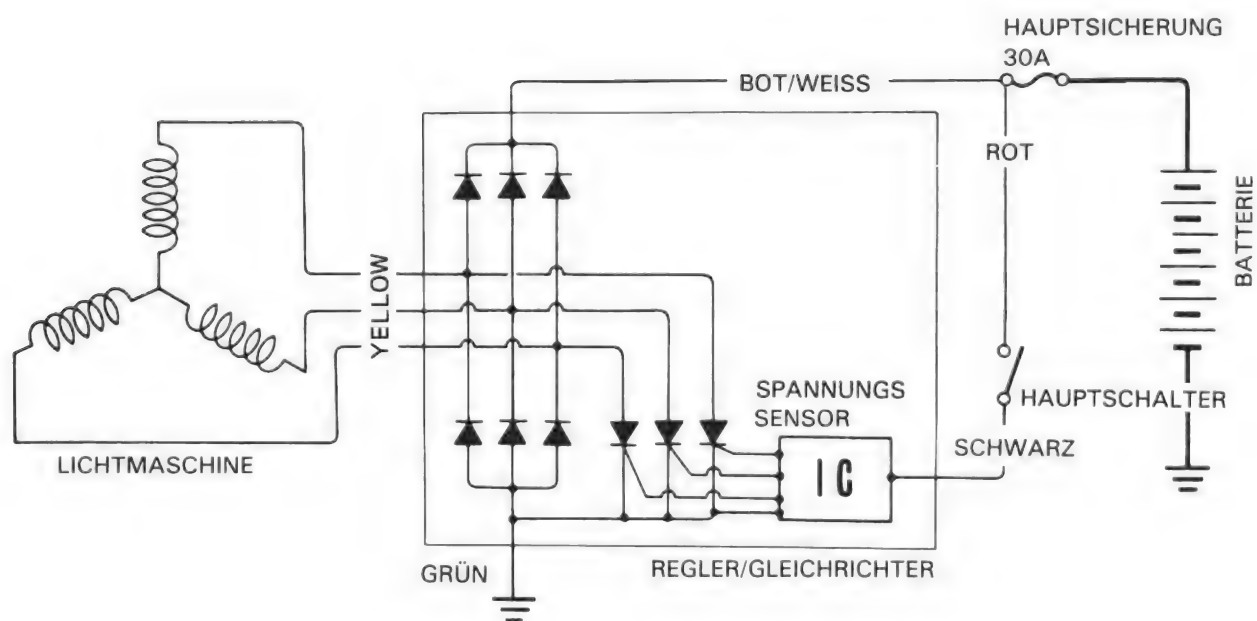 HAUPTSICHERUNG
30A
BOT/WEISS
ROT
BATTERIE
YELLOW
SPANNUNGS
SENSOR
IC
HAUPTSCHALTER
SCHWARZ
LICHTMASCHINE
GRÜN
REGLER/GLEICHRICHTER